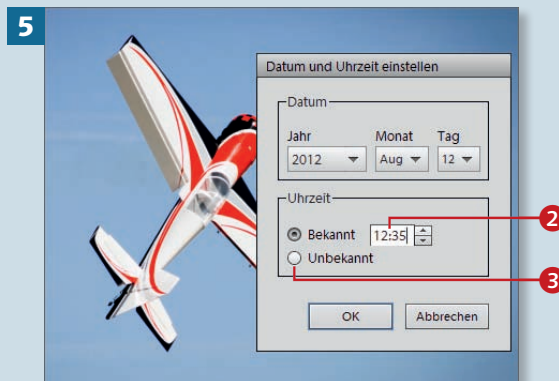 5
Datum und Uhrzeit einstellen
Datum
Jahr Monat Tag
2012 Aug 12
Uhrzeit
Bekannt 12:35 2
Unbekannt
3
OK Abbrechen